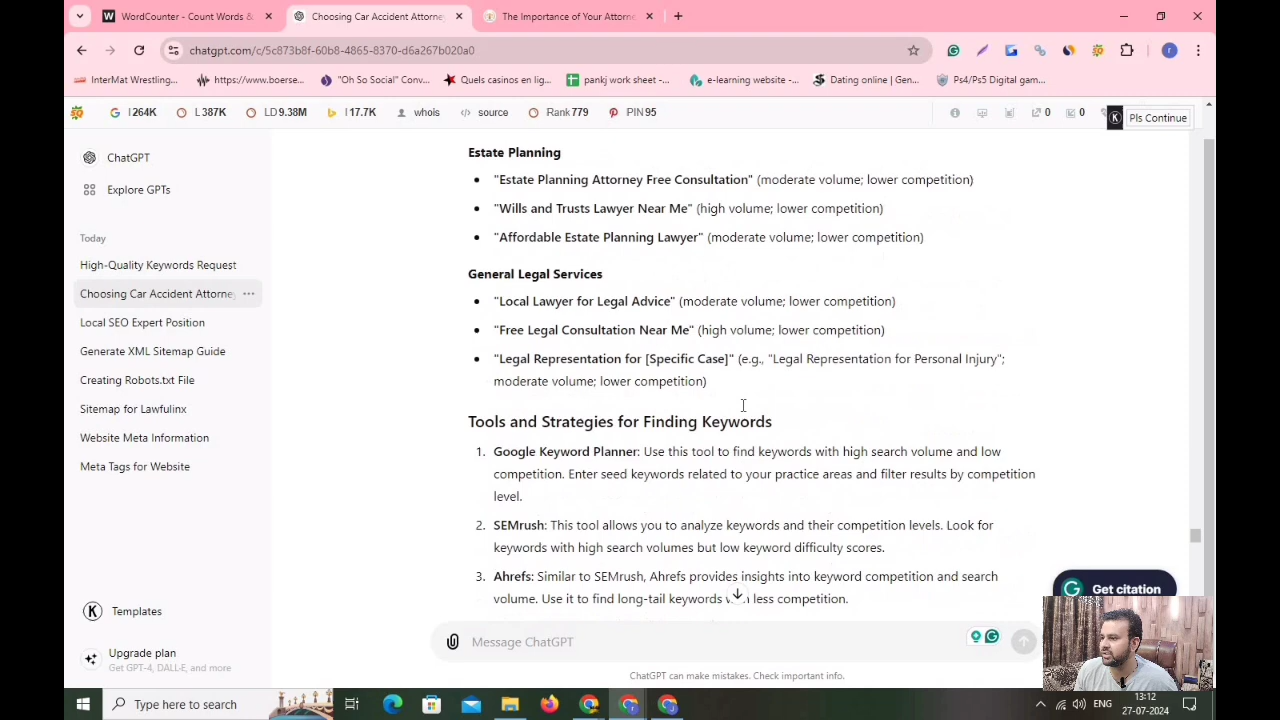 WordCounter - Count Words &
Choosing Car Accident Attorne
The Importance of Your Attorn
chatgpt.com/c/5c873b8f-60b8-4865-8370-d6a267b020a0
InterMat Wrestling...
https://www.boerse...
"Oh So Social" Conv...
Quels casinos en lig...
pankj work sheet -...
e-learning website -...
Dating online | Gen...
Ps4/Ps5 Digital gam...
I 264K
L 387K
LD 9.38M
I 17.7K
whois
source
Rank 779
PIN 95
0
0
Pls Continue
ChatGPT
Explore GPTs
Today
High-Quality Keywords Request
Choosing Car Accident Attorne
Local SEO Expert Position
Generate XML Sitemap Guide
Creating Robots.txt File
Sitemap for Lawfulinx
Website Meta Information
Meta Tags for Website
Templates
Upgrade plan
Get GPT-4, DALL·E, and more
Estate Planning
"Estate Planning Attorney Free Consultation" (moderate volume; lower competition)
"Wills and Trusts Lawyer Near Me" (high volume; lower competition)
"Affordable Estate Planning Lawyer" (moderate volume; lower competition)
General Legal Services
"Local Lawyer for Legal Advice" (moderate volume; lower competition)
"Free Legal Consultation Near Me" (high volume; lower competition)
"Legal Representation for [Specific Case]" (e.g., "Legal Representation for Personal Injury";
moderate volume; lower competition)
Tools and Strategies for Finding Keywords
1. Google Keyword Planner: Use this tool to find keywords with high search volume and low
competition. Enter seed keywords related to your practice areas and filter results by competition
level.
2. SEMrush: This tool allows you to analyze keywords and their competition levels. Look for
keywords with high search volumes but low keyword difficulty scores.
3. Ahrefs: Similar to SEMrush, Ahrefs provides insights into keyword competition and search
volume. Use it to find long-tail keywords with less competition.
Get citation
Message ChatGPT
ChatGPT can make mistakes. Check important info.
Type here to search
ENG
13:12
27-07-2024